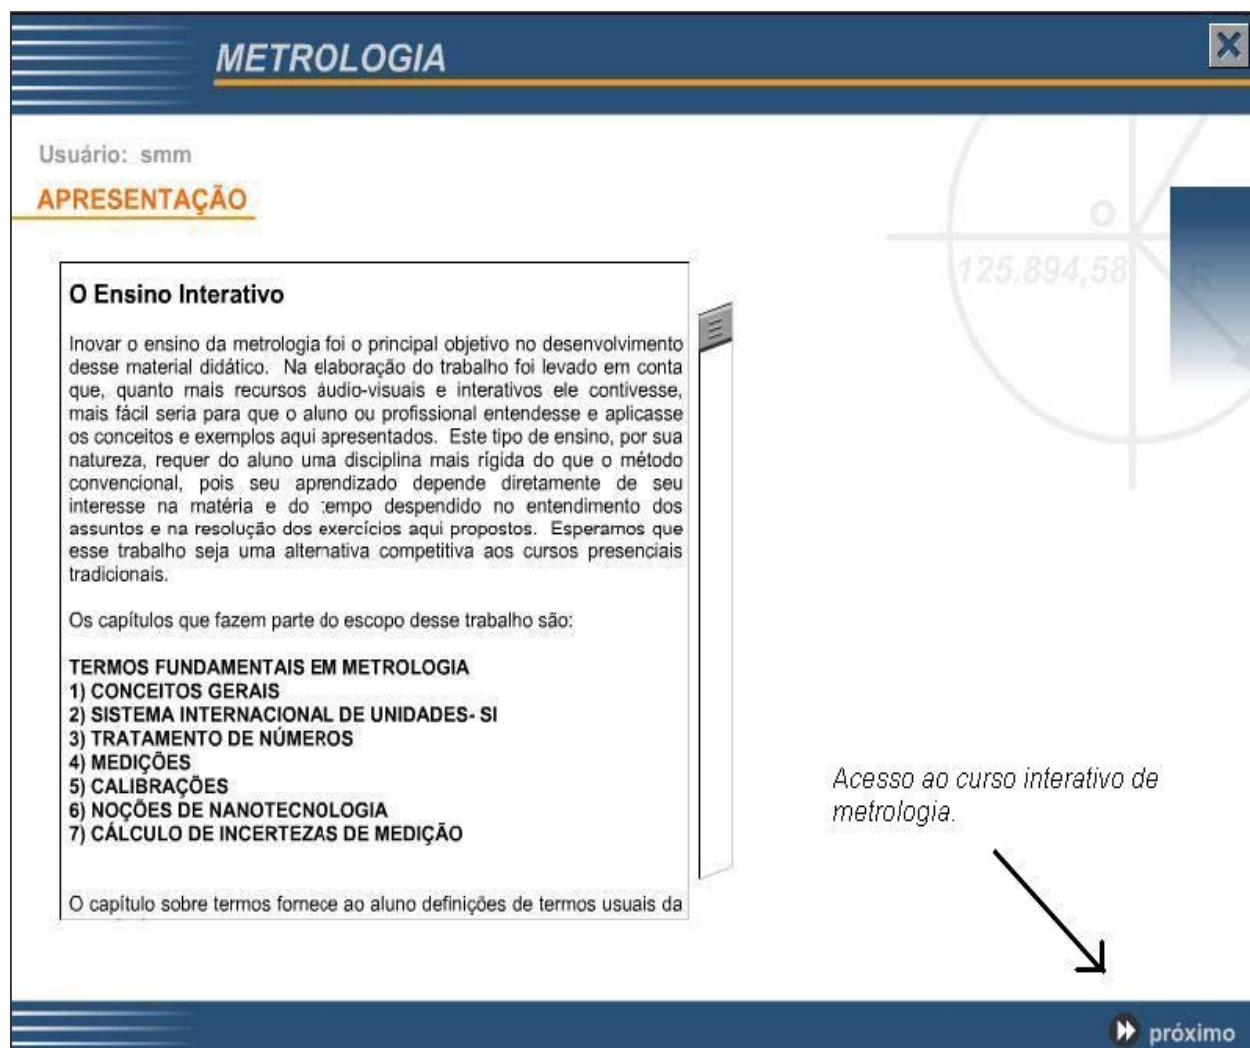 METROLOGIA
Usuário: smm
APRESENTAÇÃO
O
125.894,58
R
O Ensino Interativo
Inovar o ensino da metrologia foi o principal objetivo no desenvolvimento
desse material didático. Na elaboração do trabalho foi levado em conta
que, quanto mais recursos áudio-visuais e interativos ele contivesse,
mais fácil seria para que o aluno ou profissional entendesse e aplicasse
os conceitos e exemplos aqui apresentados. Este tipo de ensino, por sua
natureza, requer do aluno uma disciplina mais rígida do que o método
convencional, pois seu aprendizado depende diretamente de seu
interesse na matéria e do tempo despendido no entendimento dos
assuntos e na resolução dos exercícios aqui propostos. Esperamos que
esse trabalho seja uma alternativa competitiva aos cursos presenciais
tradicionais.
Os capítulos que fazem parte do escopo desse trabalho são:
TERMOS FUNDAMENTAIS EM METROLOGIA
1) CONCEITOS GERAIS
2) SISTEMA INTERNACIONAL DE UNIDADES- SI
3) TRATAMENTO DE NÚMEROS
4) MEDIÇÕES
5) CALIBRAÇÕES
6) NOÇÕES DE NANOTECNOLOGIA
7) CÁLCULO DE INCERTEZAS DE MEDIÇÃO
O capítulo sobre termos fornece ao aluno definições de termos usuais da
Acesso ao curso interativo de
metrologia.
próximo